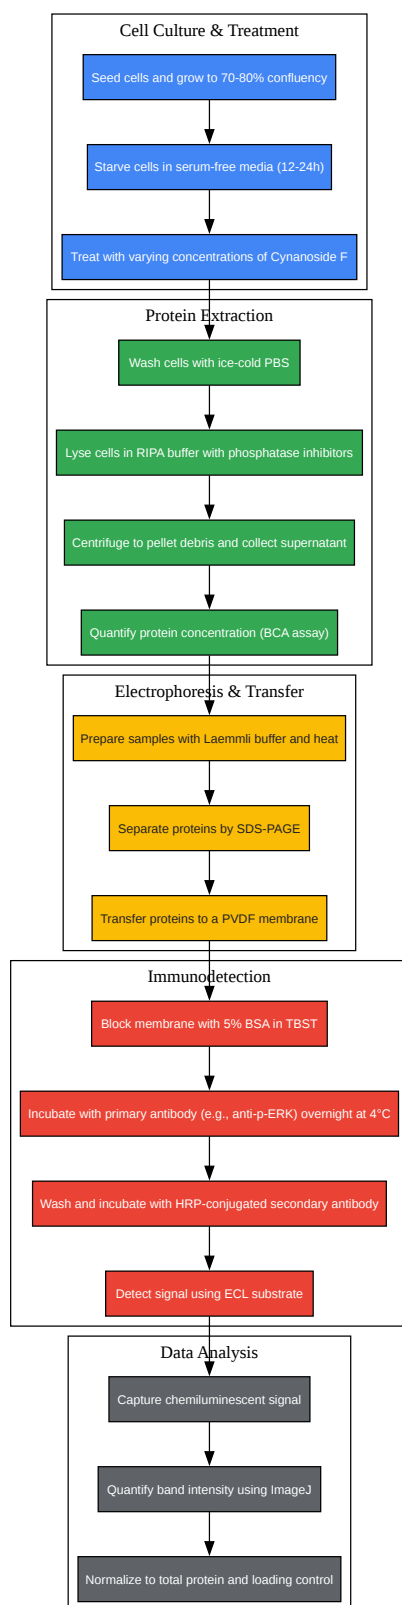 Cell Culture & Treatment
Seed cells and grow to 70-80% confluency
Starve cells in serum-free media (12-24h)
Treat with varying concentrations of Cynanoside F
Protein Extraction
Wash cells with ice-cold PBS
Lyse cells in RIPA buffer with phosphatase inhibitors
Centrifuge to pellet debris and collect supernatant
Quantify protein concentration (BCA assay)
Electrophoresis & Transfer
Prepare samples with Laemmli buffer and heat
Separate proteins by SDS-PAGE
Transfer proteins to a PVDF membrane
Immunodetection
Block membrane with 5% BSA in TBST
Incubate with primary antibody (e.g., anti-p-ERK) overnight at 4°C
Wash and incubate with HRP-conjugated secondary antibody
Detect signal using ECL substrate
Data Analysis
Capture chemiluminescent signal
Quantify band intensity using ImageJ
Normalize to total protein and loading control